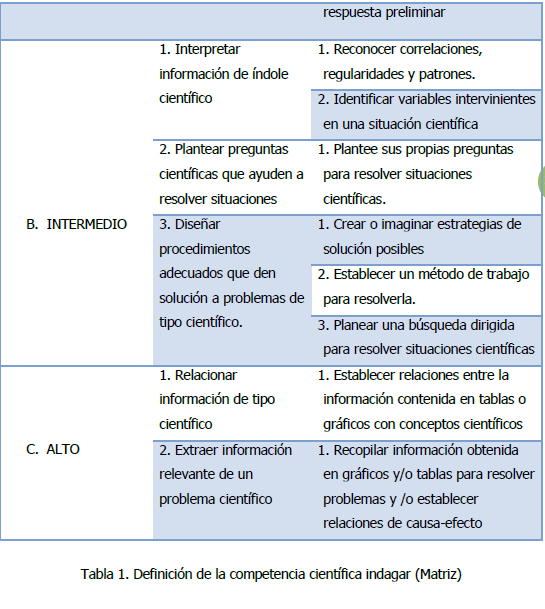 respuesta preliminar
B. INTERMEDIO
1. Interpretar
información de índole
científico
1. Reconocer correlaciones,
regularidades y patrones.
2. Identificar variables intervinientes
en una situación científica
2. Plantear preguntas
científicas que ayuden a
resolver situaciones
1. Plantee sus propias preguntas
para resolver situaciones
científicas.
3. Diseñar
procedimientos
adecuados que den
solución a problemas de
tipo científico.
1. Crear o imaginar estrategias de
solución posibles
2. Establecer un método de trabajo
para resolverla.
3. Planear una búsqueda dirigida
para resolver situaciones científicas
C. ALTO
1. Relacionar
información de tipo
científico
1. Establecer relaciones entre la
información contenida en tablas o
gráficos con conceptos científicos
2. Extraer información
relevante de un
problema científico
1. Recopilar información obtenida
en gráficos y/o tablas para resolver
problemas y /o establecer
relaciones de causa-efecto
Tabla 1. Definición de la competencia científica indagar (Matriz)